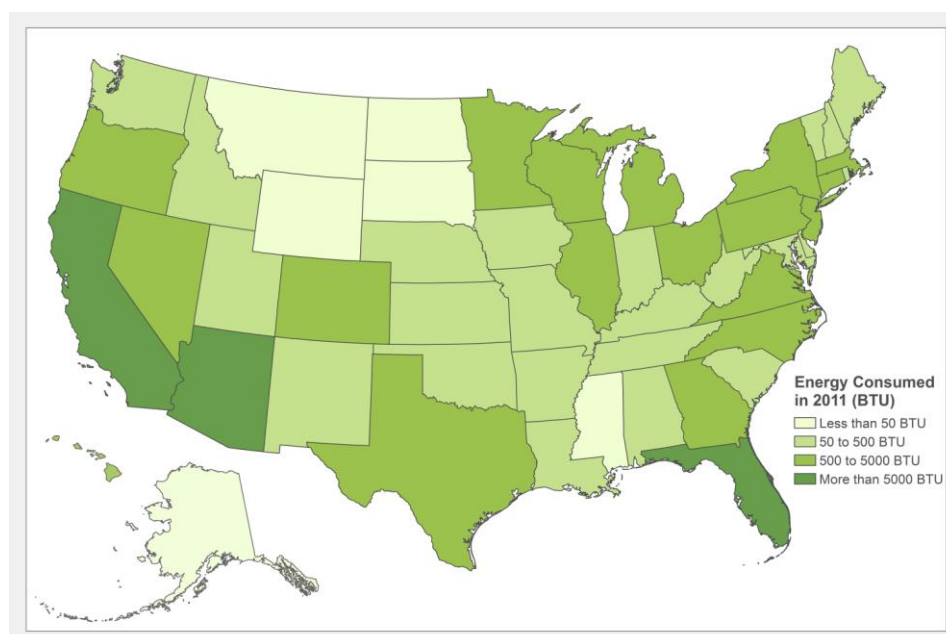 Energy Consumed
in 2011 (BTU)
Less than 50 BTU
50 to 500 BTU
500 to 5000 BTU
More than 5000 BTU